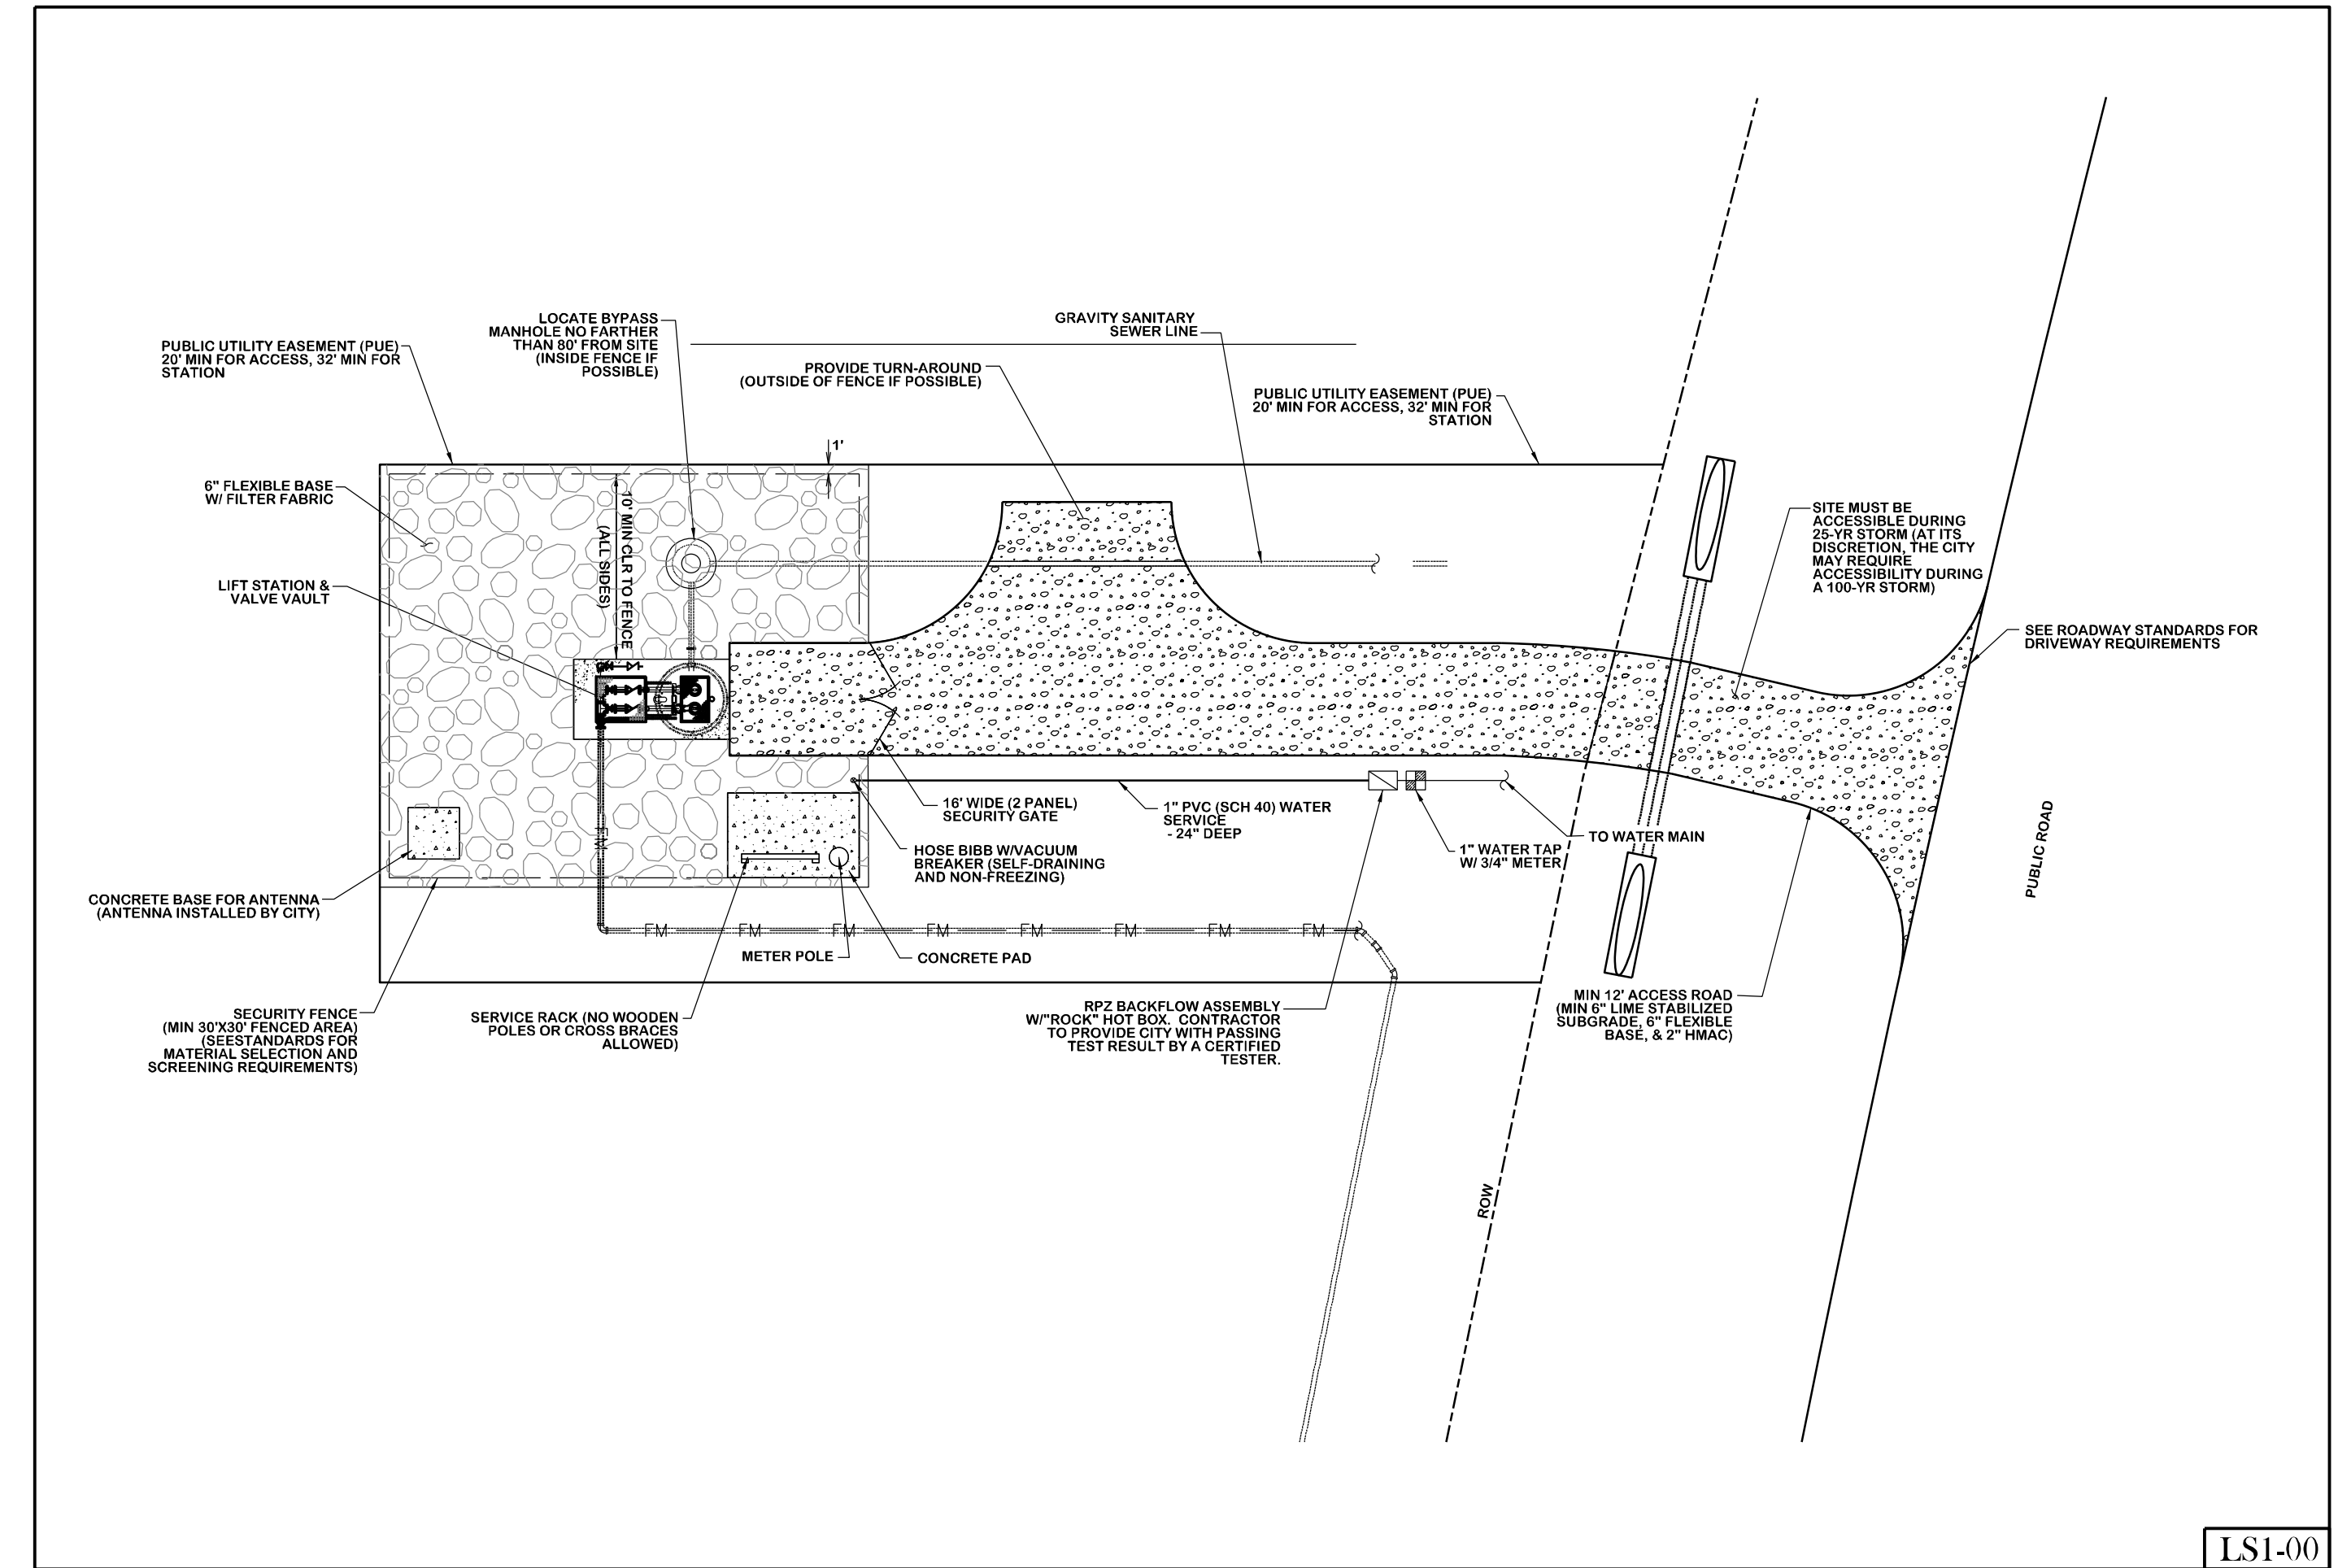 LOCATE BYPASS
MANHOLE NO FARTHER
THAN 80' FROM SITE
(INSIDE FENCE IF
POSSIBLE)
GRAVITY SANITARY
SEWER LINE
PUBLIC UTILITY EASEMENT (PUE)
20' MIN FOR ACCESS, 32' MIN FOR
STATION
PROVIDE TURN-AROUND
(OUTSIDE OF FENCE IF POSSIBLE)
PUBLIC UTILITY EASEMENT (PUE)
20' MIN FOR ACCESS, 32' MIN FOR
STATION
1'
6" FLEXIBLE BASE
W/ FILTER FABRIC
10' MIN CLR TO FENCE
(ALL SIDES)
SITE MUST BE
ACCESSIBLE DURING
25-YR STORM (AT ITS
DISCRETION, THE CITY
MAY REQUIRE
ACCESSIBILITY DURING
A 100-YR STORM)
LIFT STATION &
VALVE VAULT
SEE ROADWAY STANDARDS FOR
DRIVEWAY REQUIREMENTS
16' WIDE (2 PANEL)
SECURITY GATE
1" PVC (SCH 40) WATER
SERVICE
- 24" DEEP
TO WATER MAIN
1" WATER TAP
W/ 3/4" METER
HOSE BIBB W/VACUUM
BREAKER (SELF-DRAINING
AND NON-FREEZING)
PUBLIC ROAD
FM
CONCRETE BASE FOR ANTENNA
(ANTENNA INSTALLED BY CITY)
FM FM FM FM FM FM FM FM
METER POLE
CONCRETE PAD
SECURITY FENCE
(MIN 30'X30' FENCED AREA)
(SEESTANDARDS FOR
MATERIAL SELECTION AND
SCREENING REQUIREMENTS)
SERVICE RACK (NO WOODEN
POLES OR CROSS BRACES
ALLOWED)
RPZ BACKFLOW ASSEMBLY
W/"ROCK" HOT BOX. CONTRACTOR
TO PROVIDE CITY WITH PASSING
TEST RESULT BY A CERTIFIED
TESTER.
MIN 12' ACCESS ROAD
(MIN 6" LIME STABILIZED
SUBGRADE, 6" FLEXIBLE
BASE, & 2" HMAC)
ROW
LS1-00